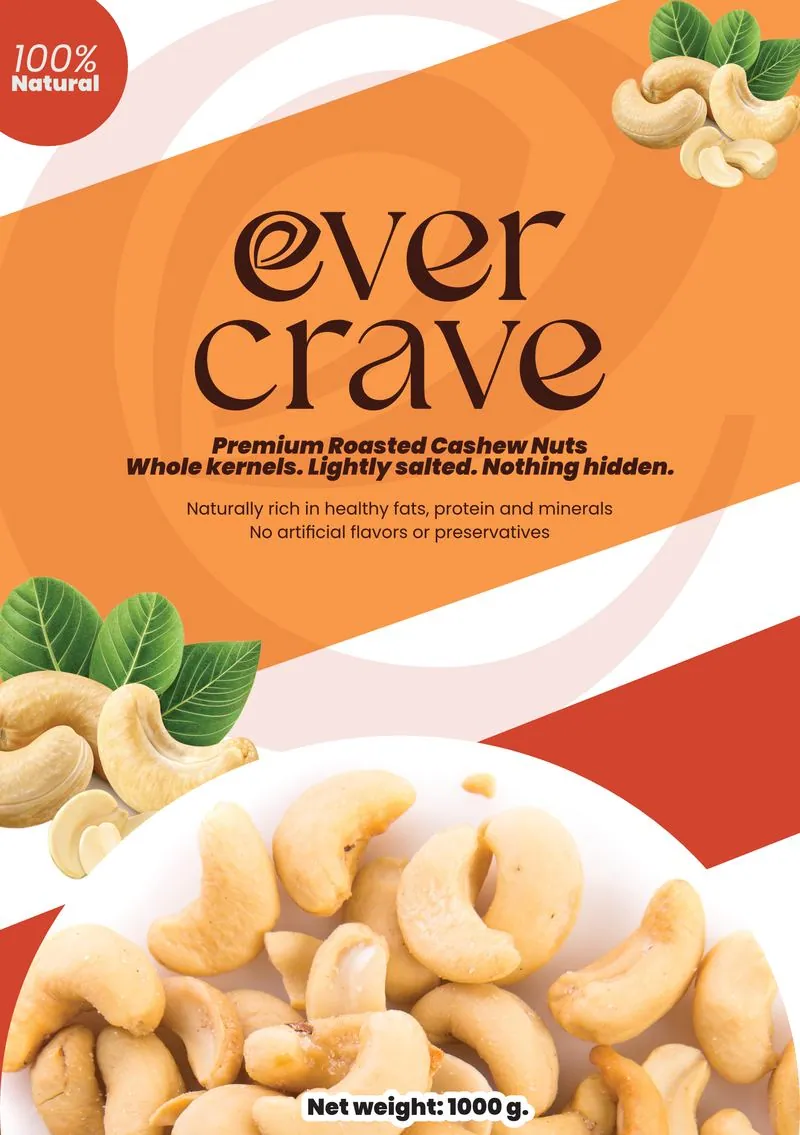 100%
Natural
ever
crave
Premium Roasted Cashew Nuts
Whole kernels. Lightly salted. Nothing hidden.
Naturally rich in healthy fats, protein and minerals
No artificial flavors or preservatives
Net weight: 1000 g.